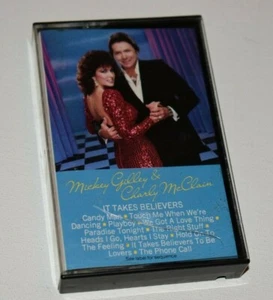 Mickey Gilley &
Charly McClain
IT TAKES BELIEVERS
Candy Man • Touch Me When We're
Dancing • Playboy • We Got A Love Thing •
Paradise Tonight • The Right Stuff •
Heads I Go, Hearts I Stay • Hold On To
The Feeling • It Takes Believers To Be
Lovers • The Phone Call